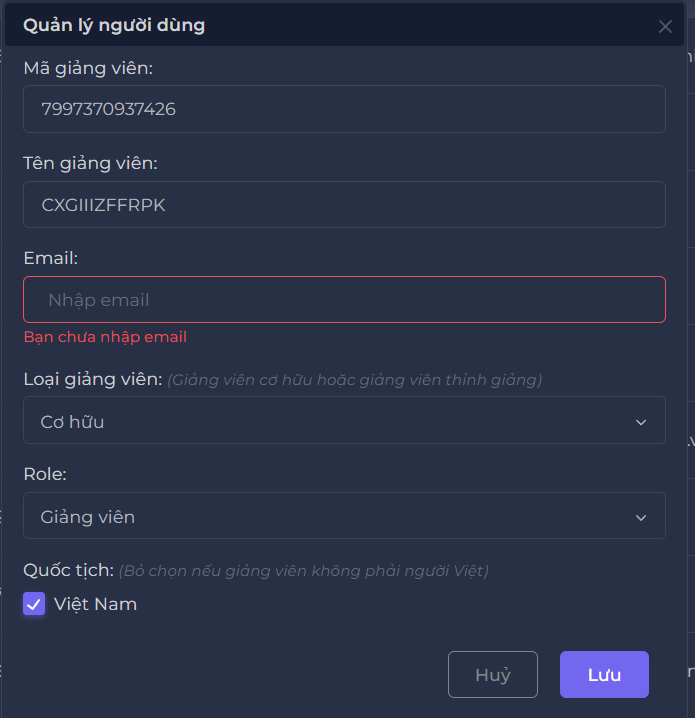 Quản lý người dùng
Mã giảng viên:
7997370937426
Tên giảng viên:
CXGIIIZFFRPK
Email:
Nhập email
Bạn chưa nhập email
Loại giảng viên: (Giảng viên cơ hữu hoặc giảng viên thỉnh giảng)
Cơ hữu
Role:
Giảng viên
Quốc tịch: (Bỏ chọn nếu giảng viên không phải người Việt)
Việt Nam
Huỷ Lưu